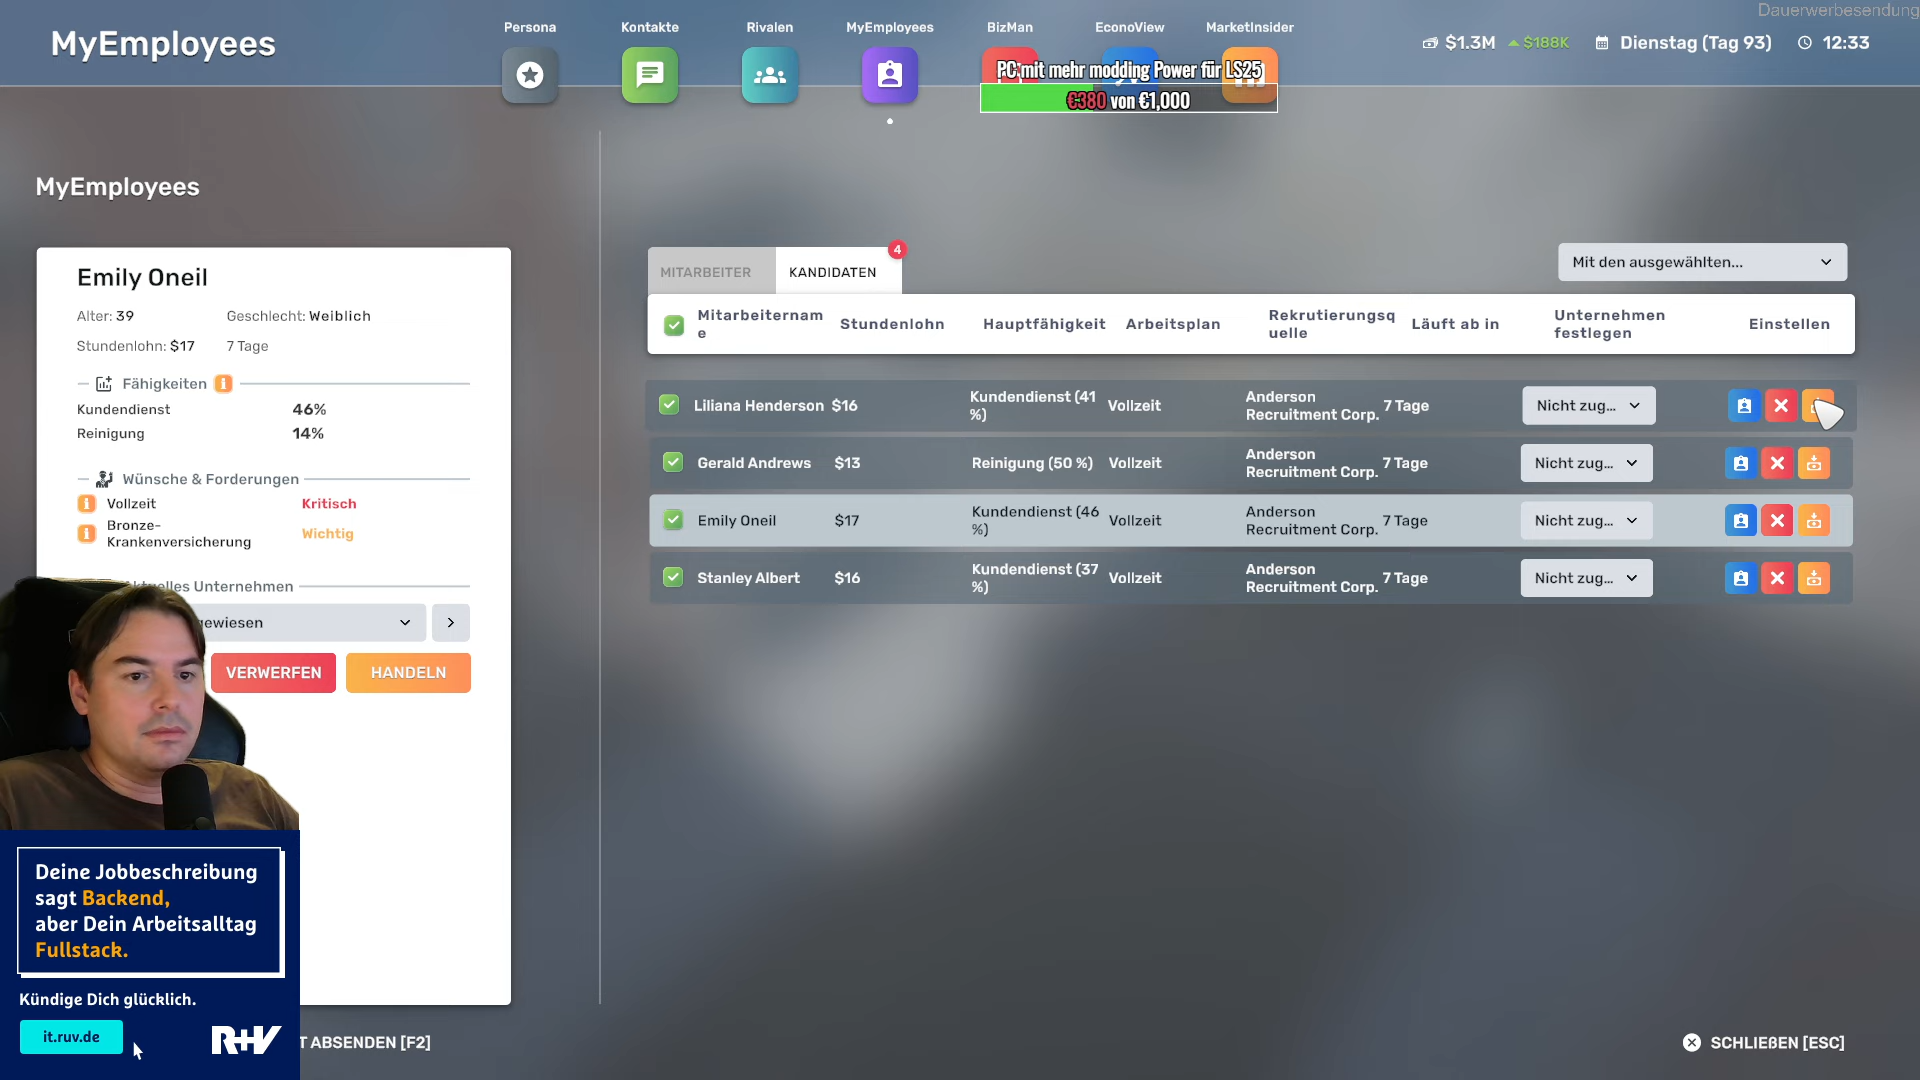 Dauerwerbesendung
MyEmployees
Persona
Kontakte
Rivalen
MyEmployees
BizMan
EconoView
MarketInsider
PC mit mehr modding Power für LS25
€380 von €1,000
$1.3M
$188K
Dienstag (Tag 93)
12:33
MyEmployees
Emily Oneil
Alter: 39
Geschlecht: Weiblich
Stundenlohn: $17
7 Tage
Fähigkeiten
Kundendienst 46%
Reinigung 14%
Wünsche & Forderungen
Vollzeit Kritisch
Bronze-
Krankenversicherung Wichtig
Unternehmen
VERWERFEN
HANDELN
MITARBEITER
KANDIDATEN
4
Mit den ausgewählten...
Mitarbeiternam
e
Stundenlohn
Hauptfähigkeit
Arbeitsplan
Rekrutierungsq
uelle
Läuft ab in
Unternehmen
festlegen
Einstellen
Liliana Henderson $16
Kundendienst (41
%)
Vollzeit
Anderson
Recruitment Corp. 7 Tage
Nicht zug...
Gerald Andrews $13
Reinigung (50 %)
Vollzeit
Anderson
Recruitment Corp. 7 Tage
Nicht zug...
Emily Oneil $17
Kundendienst (46
%)
Vollzeit
Anderson
Recruitment Corp. 7 Tage
Nicht zug...
Stanley Albert $16
Kundendienst (37
%)
Vollzeit
Anderson
Recruitment Corp. 7 Tage
Nicht zug...
Deine Jobbeschreibung
sagt Backend,
aber Dein Arbeitsalltag
Fullstack.
Kündige Dich glücklich.
it.ruv.de
R+V
ABSENDEN [F2]
SCHLIEßEN [ESC]